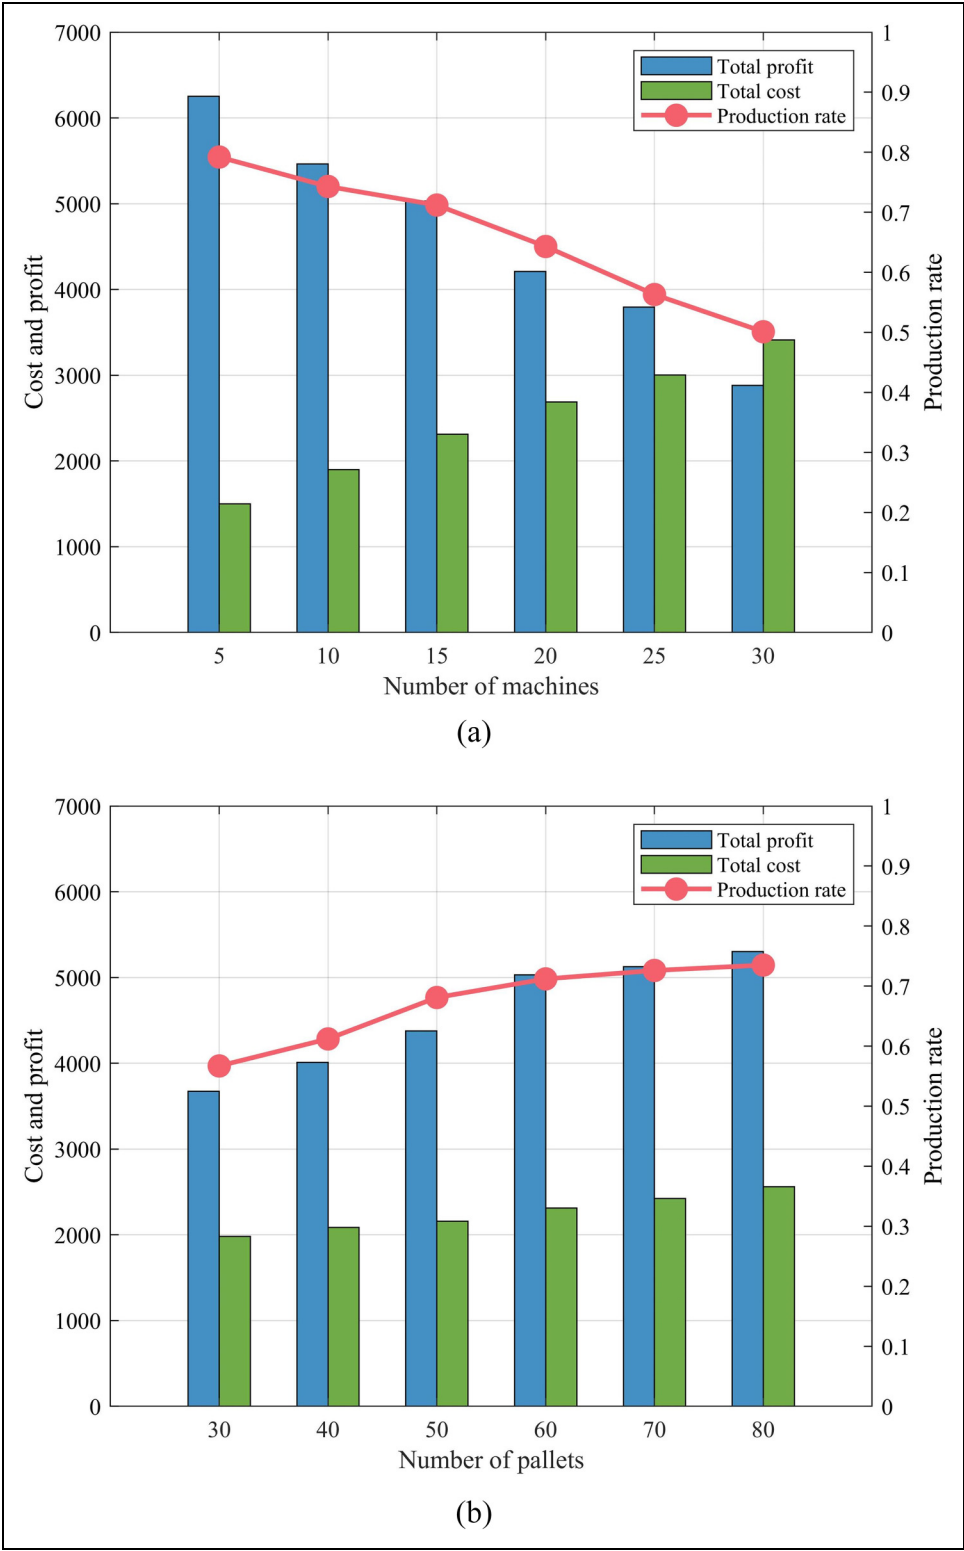 7000
6000
5000
4000
3000
2000
1000
0
Cost and profit
1
0.9
0.8
0.7
0.6
0.5
0.4
0.3
0.2
0.1
0
Production rate
Total profit
Total cost
Production rate
5 10 15 20 25 30
Number of machines
(a)
7000
6000
5000
4000
3000
2000
1000
0
Cost and profit
1
0.9
0.8
0.7
0.6
0.5
0.4
0.3
0.2
0.1
0
Production rate
Total profit
Total cost
Production rate
30 40 50 60 70 80
Number of pallets
(b)